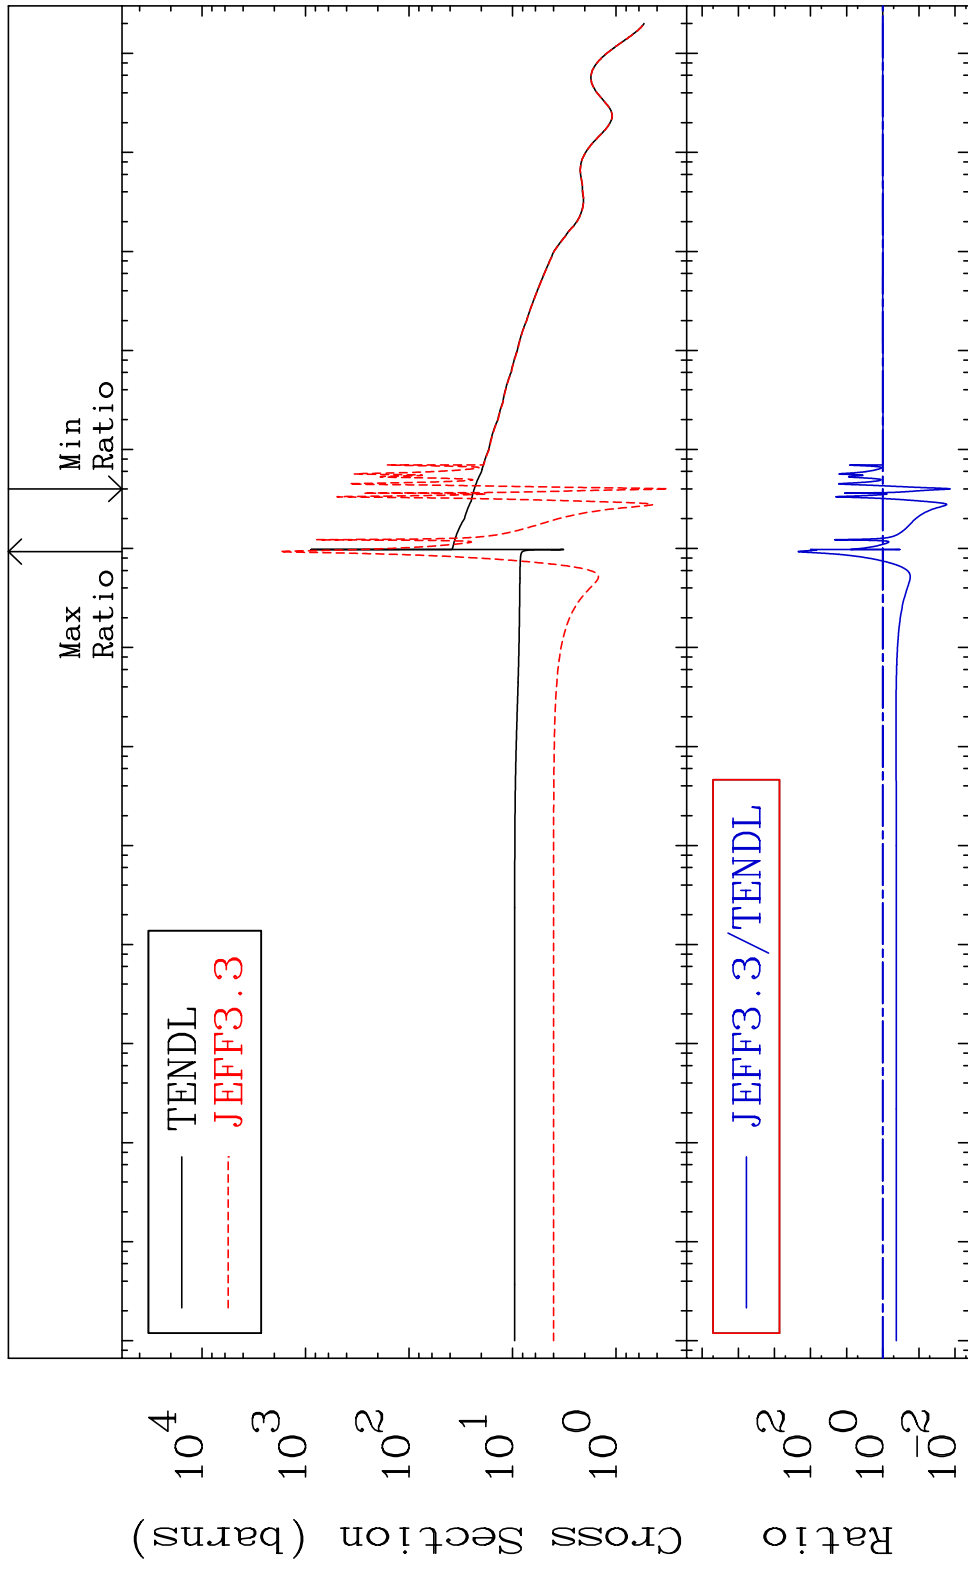 Max
Ratio
Min
Ratio
TENDL
JEFF3.3
JEFF3.3/TENDL
10^4
10^3
10^2
10^1
10^0
10^2
10^0
10^-2
Cross Section (barns)
Ratio